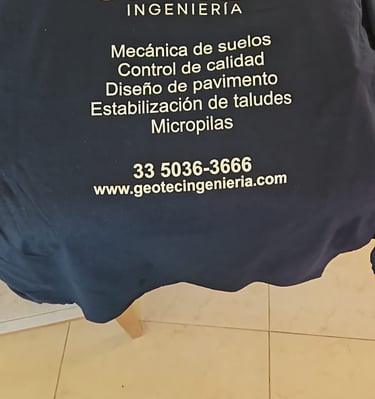 INGENIERÍA
Mecánica de suelos
Control de calidad
Diseño de pavimento
Estabilización de taludes
Micropilas
33 5036-3666
www.geotecingenieria.com